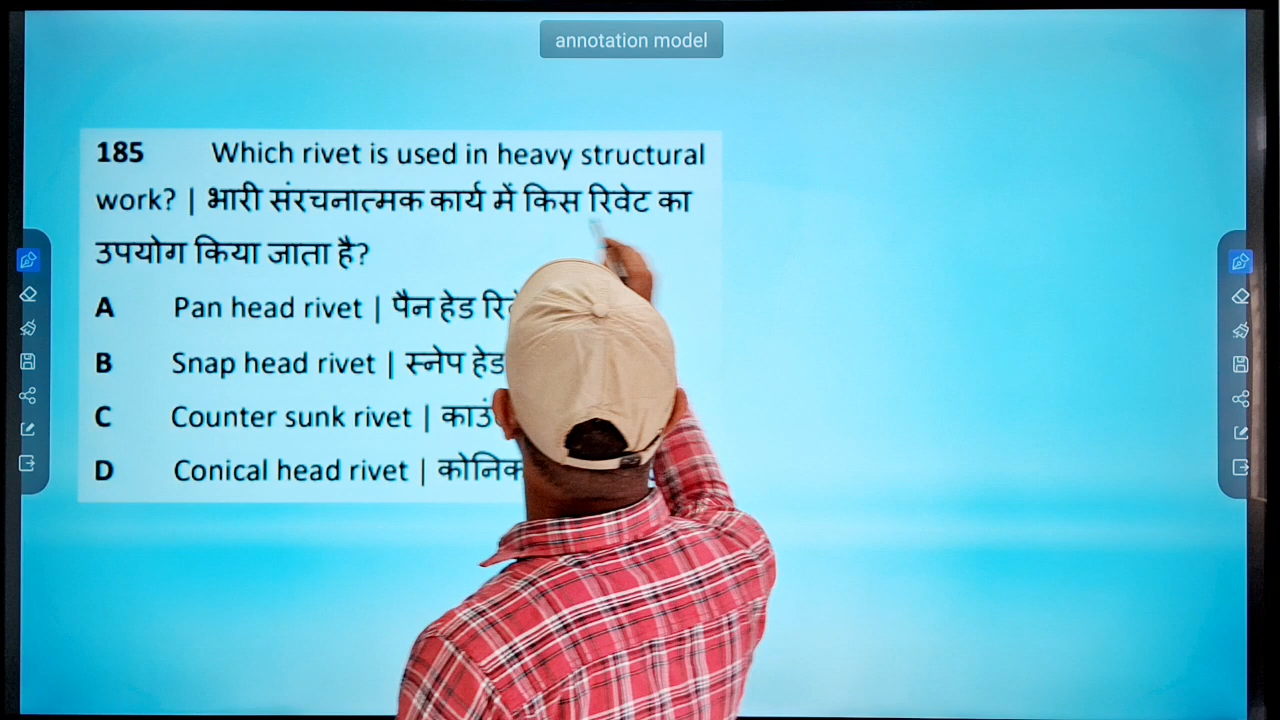 annotation model
185 Which rivet is used in heavy structural
work? | भारी संरचनात्मक कार्य में किस रिवेट का
उपयोग किया जाता है?
A Pan head rivet | पैन हेड
B Snap head rivet | स्नेप हेड
C Counter sunk rivet |
D Conical head rivet |